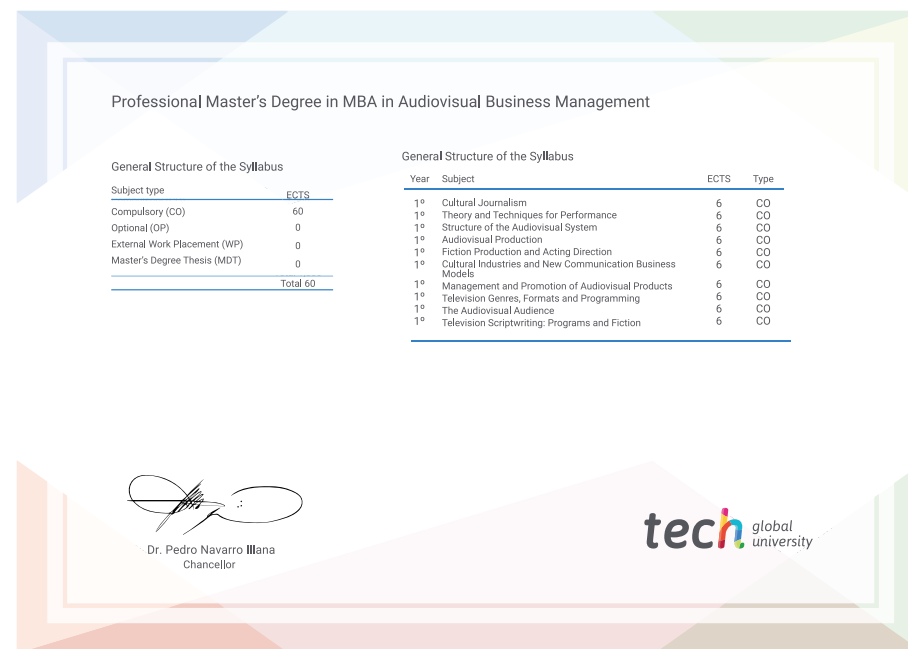 Professional Master's Degree in MBA in Audiovisual Business Management
General Structure of the Syllabus
Subject type ECTS
Compulsory (CO) 60
Optional (OP) 0
External Work Placement (WP) 0
Master's Degree Thesis (MDT) 0
Total 60
General Structure of the Syllabus
Year Subject ECTS Type
1º Cultural Journalism 6 CO
1º Theory and Techniques for Performance 6 CO
1º Structure of the Audiovisual System 6 CO
1º Audiovisual Production 6 CO
1º Fiction Production and Acting Direction 6 CO
1º Cultural Industries and New Communication Business 6 CO
Models
1º Management and Promotion of Audiovisual Products 6 CO
1º Television Genres, Formats and Programming 6 CO
1º The Audiovisual Audience 6 CO
1º Television Scriptwriting: Programs and Fiction 6 CO
Dr. Pedro Navarro Illana
Chancellor
tech global
university